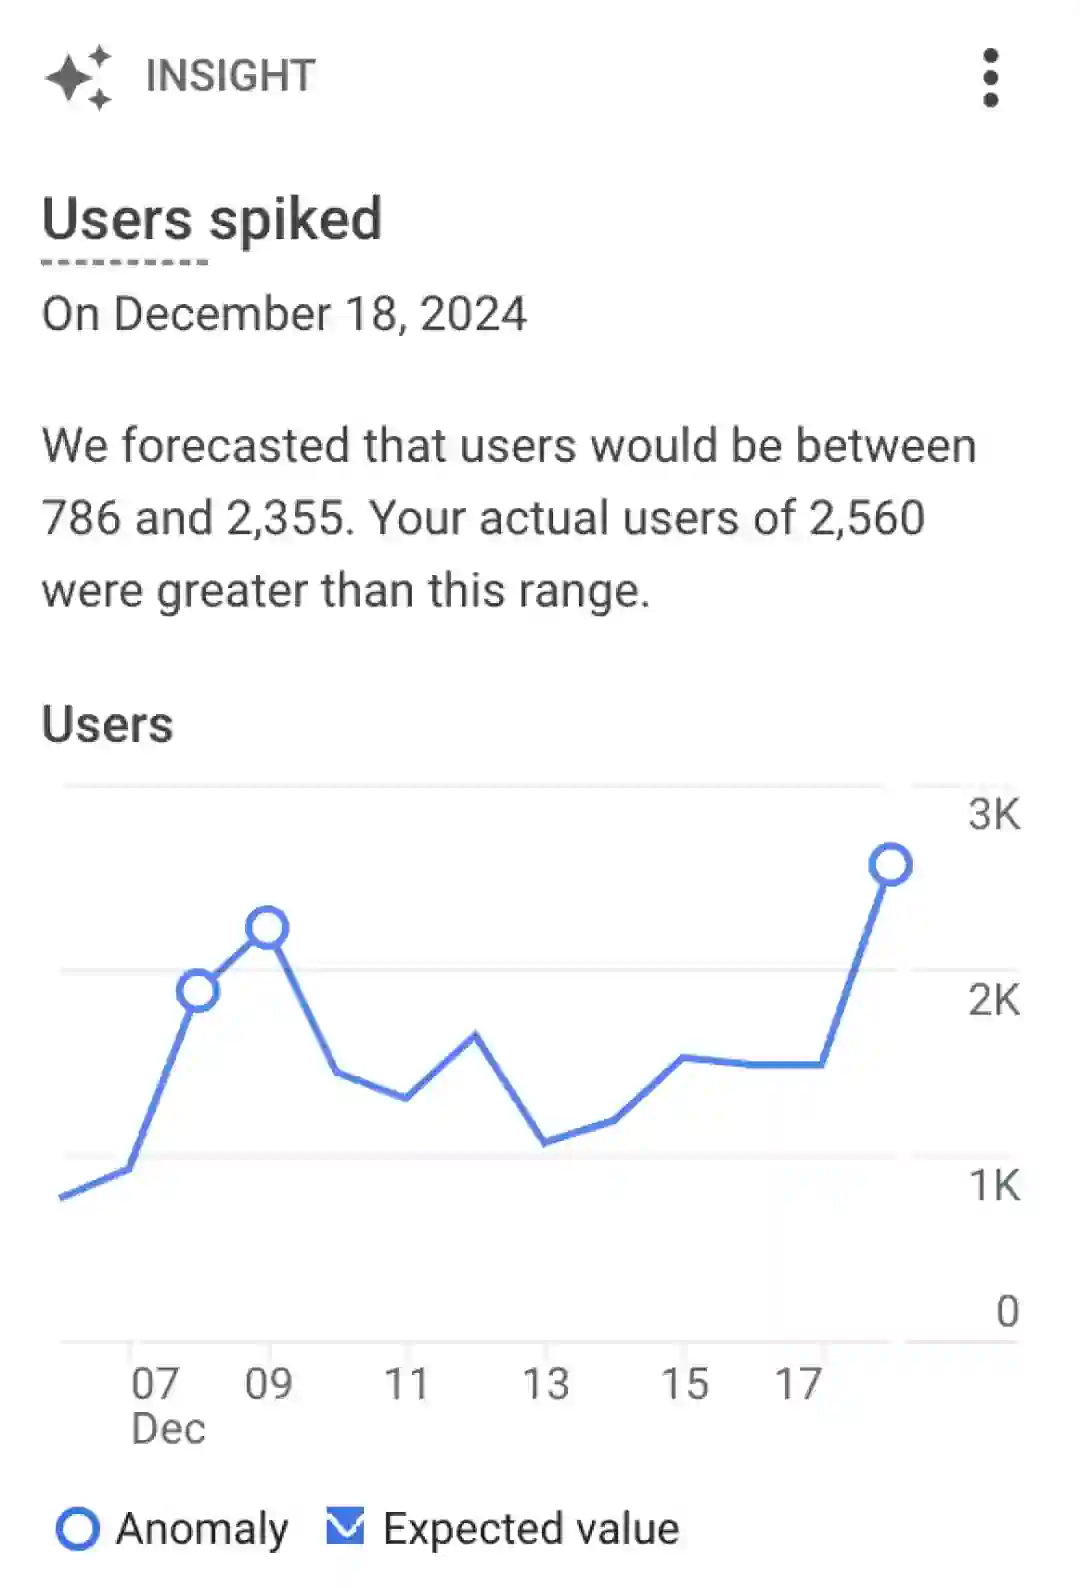 INSIGHT
Users spiked
On December 18, 2024
We forecasted that users would be between
786 and 2,355. Your actual users of 2,560
were greater than this range.
Users
3K
2K
1K
0
07 09 11 13 15 17
Dec
Anomaly Expected value